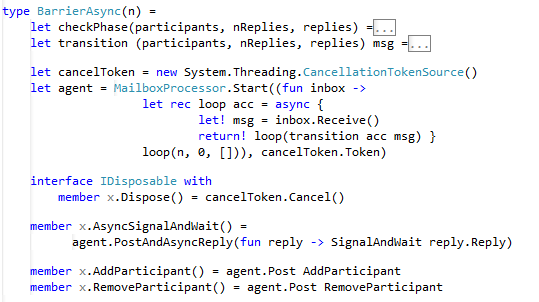 type BarrierAsync(n) =
    let checkPhase(participants, nReplies, replies) =...
    let transition (participants, nReplies, replies) msg =...

    let cancelToken = new System.Threading.CancellationTokenSource()
    let agent = MailboxProcessor.Start((fun inbox ->
                    let rec loop acc = async {
                            let! msg = inbox.Receive()
                            return! loop(transition acc msg) }
                    loop(n, 0, [])), cancelToken.Token)

    interface IDisposable with
        member x.Dispose() = cancelToken.Cancel()

    member x.AsyncSignalAndWait() =
          agent.PostAndAsyncReply(fun reply -> SignalAndWait reply.Reply)

    member x.AddParticipant() = agent.Post AddParticipant
    member x.RemoveParticipant() = agent.Post RemoveParticipant